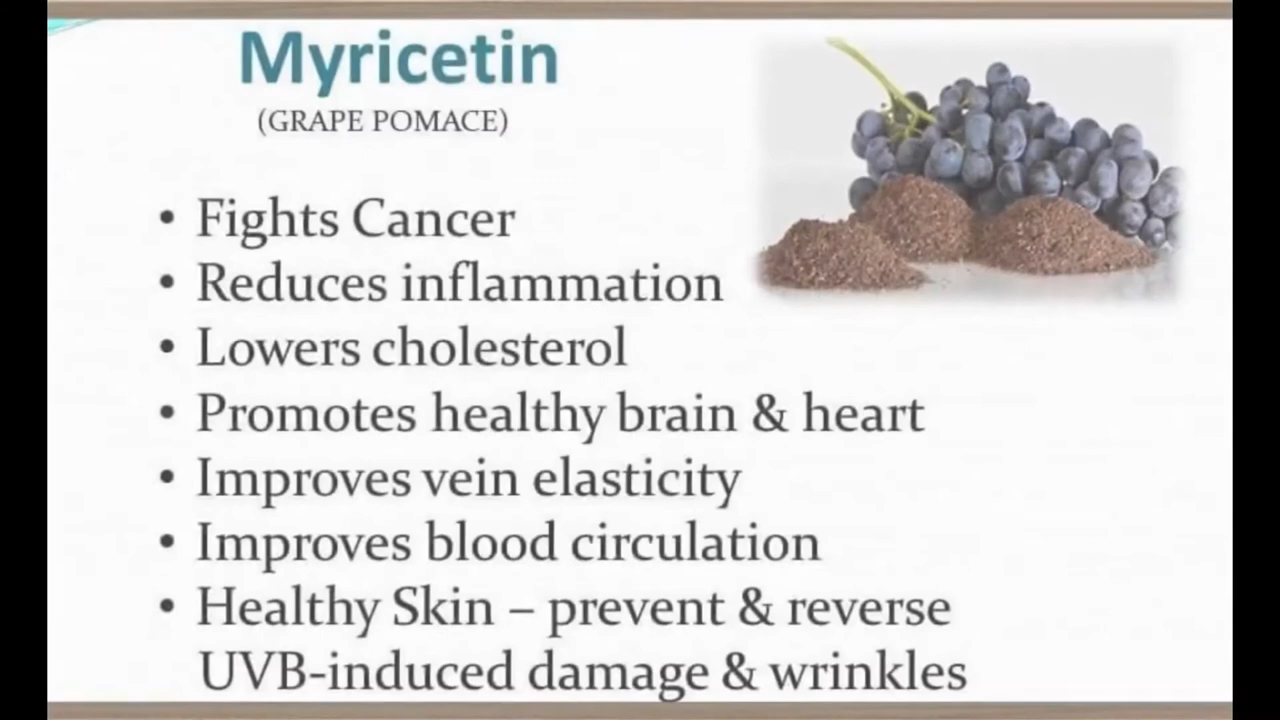 Myricetin
(GRAPE POMACE)
• Fights Cancer
• Reduces inflammation
• Lowers cholesterol
• Promotes healthy brain & heart
• Improves vein elasticity
• Improves blood circulation
• Healthy Skin – prevent & reverse
UVB-induced damage & wrinkles